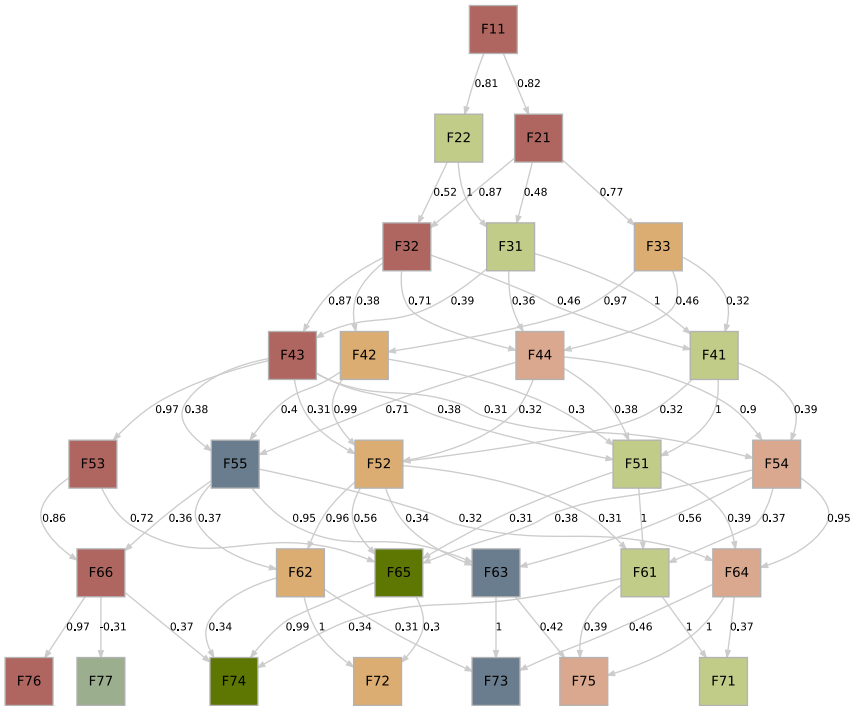 F11
0.81 0.82
F22 F21
0.52 1 0.87 0.48 0.77
F32 F31 F33
0.87 0.38 0.71 0.39 0.36 0.46 0.97 1 0.46 0.32
F43 F42 F44 F41
0.97 0.38 0.4 0.31 0.99 0.71 0.38 0.31 0.32 0.3 0.38 0.32 1 0.9 0.39
F53 F55 F52 F51 F54
0.86 0.72 0.36 0.37 0.95 0.96 0.56 0.34 0.32 0.31 0.38 0.31 1 0.56 0.39 0.37 0.95
F66 F62 F65 F63 F61 F64
0.97 -0.31 0.37 0.34 0.99 1 0.34 0.31 0.3 1 0.42 0.39 0.46 1 1 0.37
F76 F77 F74 F72 F73 F75 F71